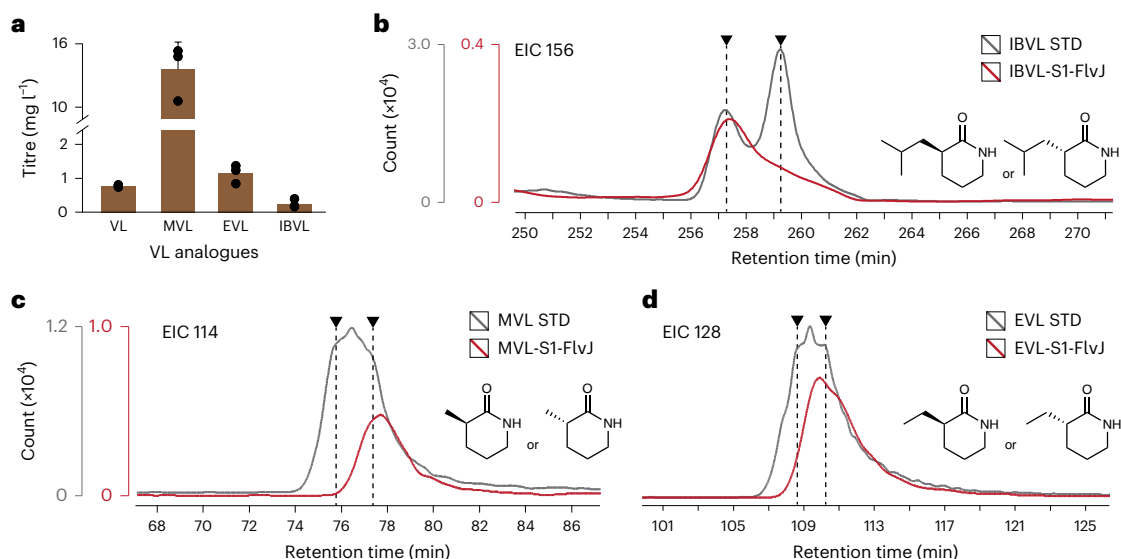 a
16
10
2
1
0
Titre (mg l⁻¹)
VL MVL EVL IBVL
VL analogues
b
EIC 156
3.0 0.4
0 0
Count (×10⁴)
IBVL STD
IBVL-S1-FlvJ
O
NH
or
O
NH
250 252 254 256 258 260 262 264 266 268 270
Retention time (min)
c
EIC 114
1.2 1.0
0 0
Count (×10⁴)
MVL STD
MVL-S1-FlvJ
O
NH
or
O
NH
68 70 72 74 76 78 80 82 84 86
Retention time (min)
d
EIC 128
EVL STD
EVL-S1-FlvJ
O
NH
or
O
NH
101 105 109 113 117 121 125
Retention time (min)